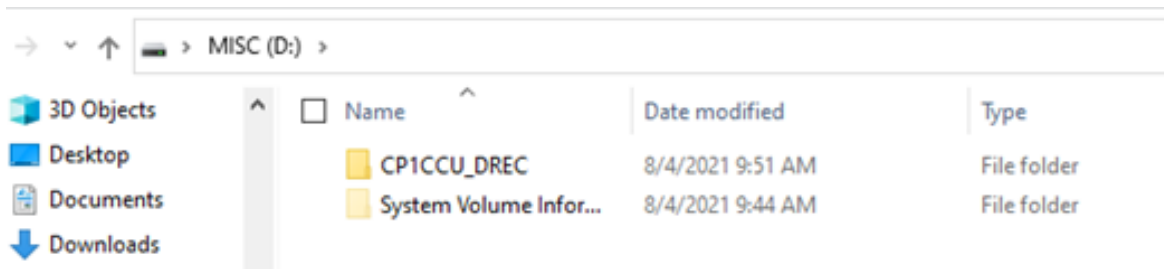 MISC (D:)
3D Objects
Desktop
Documents
Downloads
Name Date modified Type
CP1CCU_DREC 8/4/2021 9:51 AM File folder
System Volume Infor... 8/4/2021 9:44 AM File folder